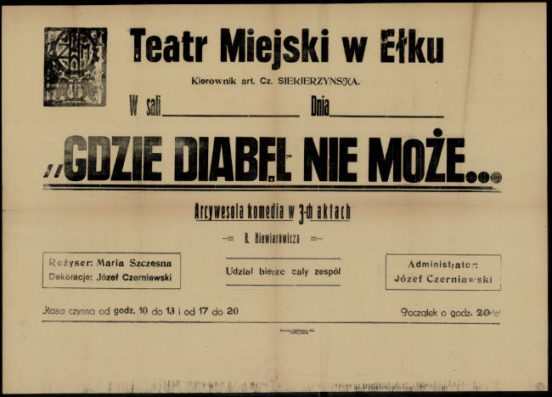 Teatr Miejski w Ełku
Kierownik art. Cz. SIEKIERZYNSKA.
W sali Dnia
„GDZIE DIABEŁ NIE MOŻE...
Arcywesoła komedia w 3-ch aktach
R. Niewiarowicza
Reżyser: Maria Szczęsna
Dekoracje: Józef Czerniawski
Udział bierze cały zespół
Administrator:
Józef Czerniawski
Kasa czynna od godz. 10 do 13 i od 17 do 20
Początek o godz. 20-tej